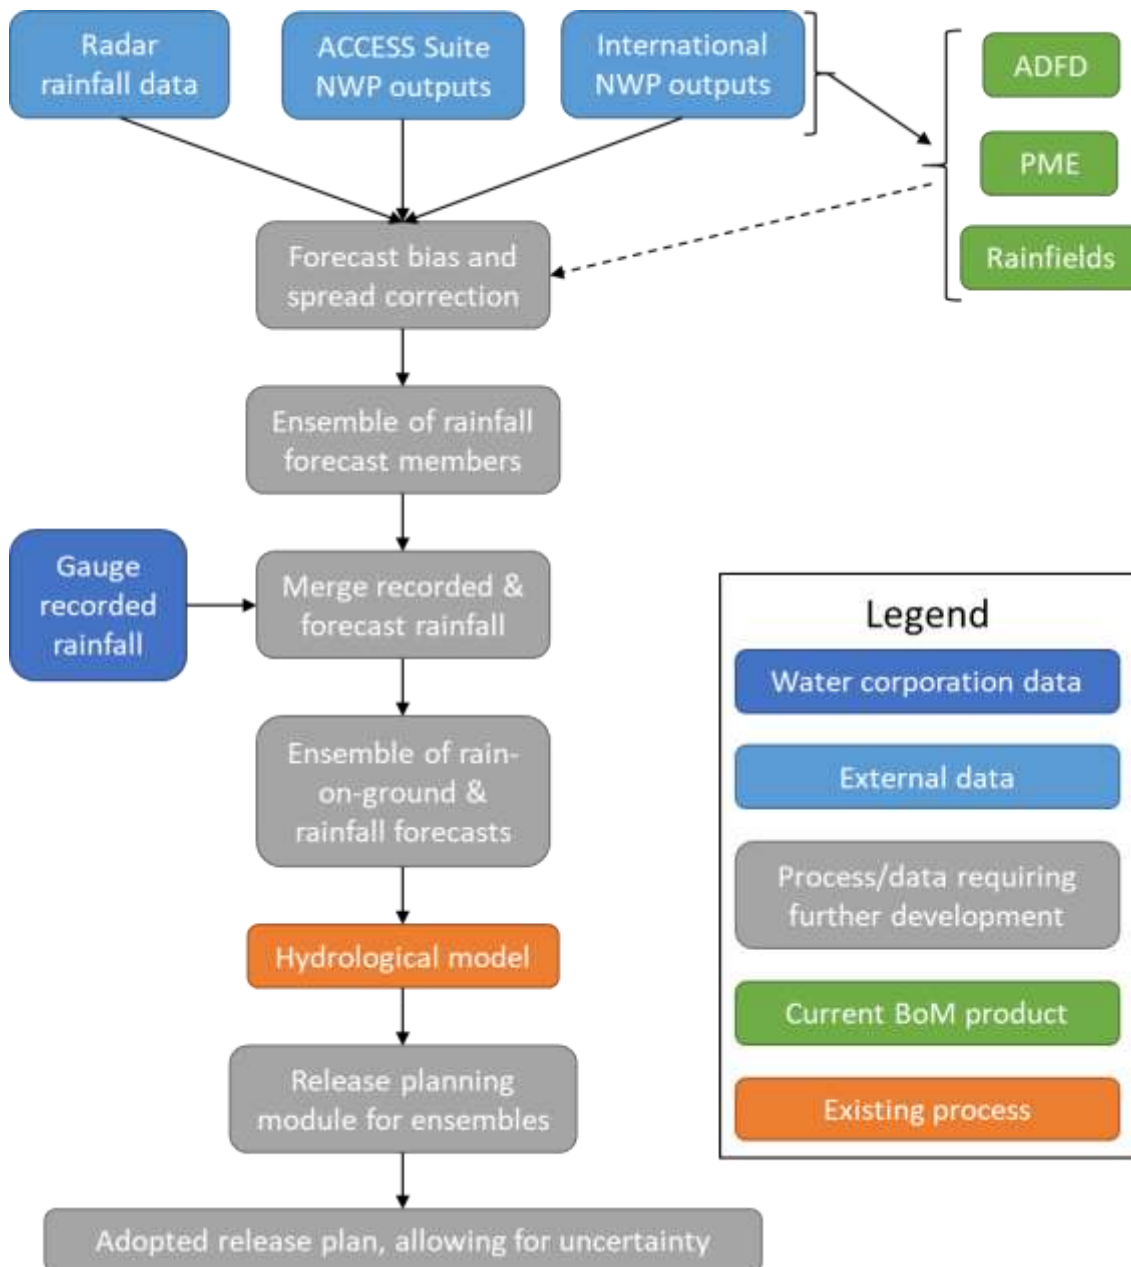 Radar
rainfall data
ACCESS Suite
NWP outputs
International
NWP outputs
ADFD
PME
Rainfields
Forecast bias and
spread correction
Ensemble of rainfall
forecast members
Gauge
recorded
rainfall
Merge recorded &
forecast rainfall
Ensemble of rain-
on-ground &
rainfall forecasts
Hydrological model
Release planning
module for ensembles
Adopted release plan, allowing for uncertainty
Legend
Water corporation data
External data
Process/data requiring
further development
Current BoM product
Existing process